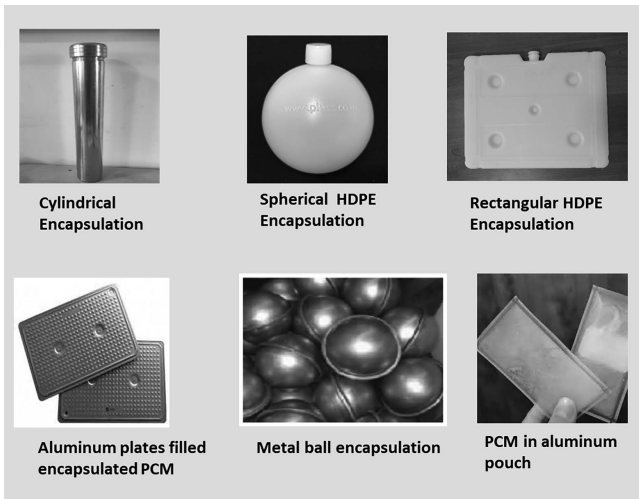 Cylindrical
Encapsulation
Spherical HDPE
Encapsulation
Rectangular HDPE
Encapsulation
Aluminum plates filled
encapsulated PCM
Metal ball encapsulation
PCM in aluminum
pouch